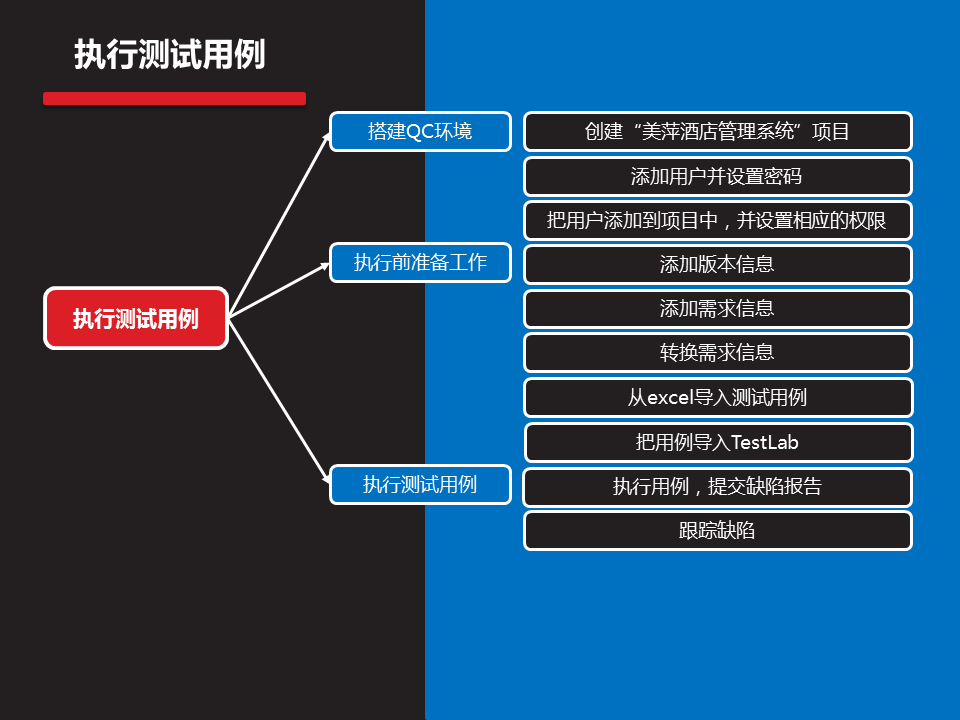 执行测试用例
搭建QC环境
创建“美萍酒店管理系统”项目
添加用户并设置密码
把用户添加到项目中，并设置相应的权限
执行前准备工作
添加版本信息
添加需求信息
执行测试用例
转换需求信息
从excel导入测试用例
把用例导入TestLab
执行测试用例
执行用例，提交缺陷报告
跟踪缺陷